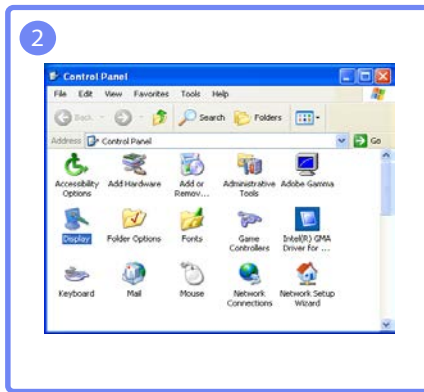 2
Control Panel
File Edit View Favorites Tools Help
Back Search Folders
Address Control Panel Go
Accessibility Options Add Hardware Add or Remov... Administrative Tools Adobe Gamma
Display Folder Options Fonts Game Controllers Intel(R) GMA Driver for ...
Keyboard Mail Mouse Network Connections Network Setup Wizard